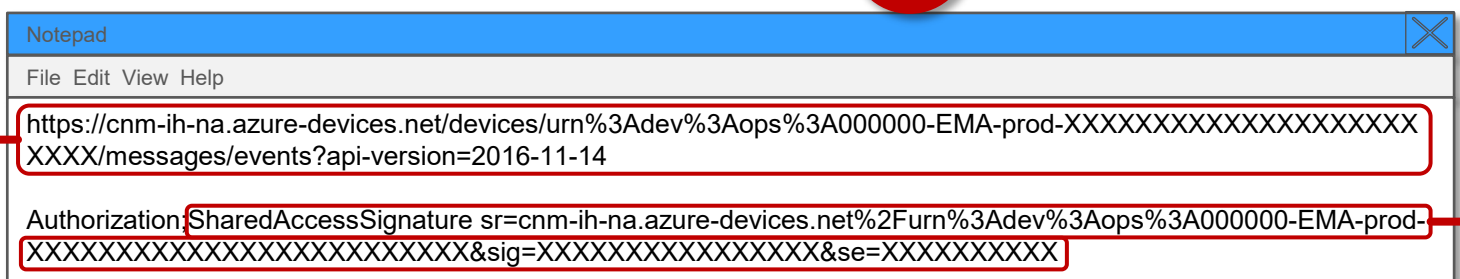 Notepad
File Edit View Help
https://cnm-ih-na.azure-devices.net/devices/urn%3Adev%3Aops%3A000000-EMA-prod-XXXXXXXXXXXXXXXXXXXX
XXXX/messages/events?api-version=2016-11-14
Authorization;SharedAccessSignature sr=cnm-ih-na.azure-devices.net%2Furn%3Adev%3Aops%3A000000-EMA-prod-
XXXXXXXXXXXXXXXXXXXXXXXXX&sig=XXXXXXXXXXXXXXXX&se=XXXXXXXXXX